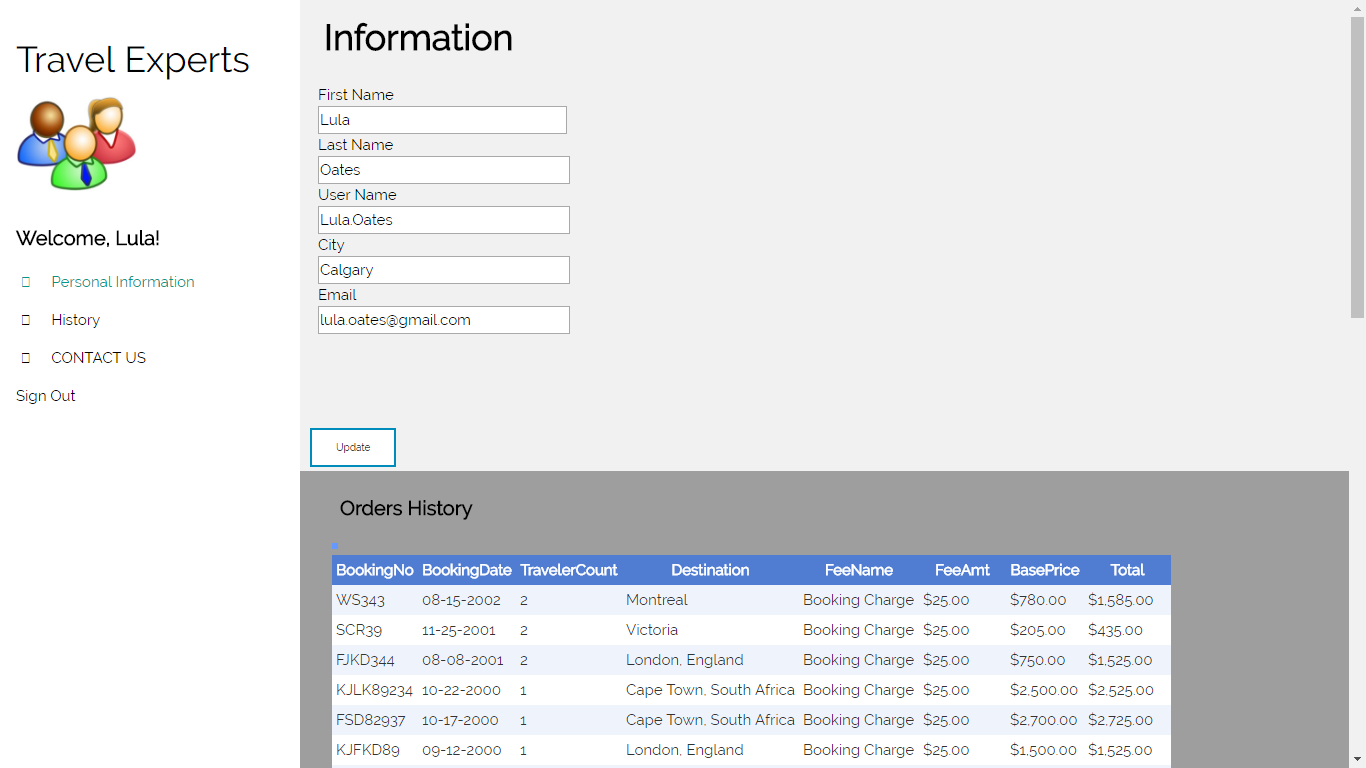 Travel Experts
Welcome, Lula!
Personal Information
History
CONTACT US
Sign Out
Information
First Name
Lula
Last Name
Oates
User Name
Lula.Oates
City
Calgary
Email
lula.oates@gmail.com
Update
Orders History
BookingNo BookingDate TravelerCount Destination FeeName FeeAmt BasePrice Total
WS343 08-15-2002 2 Montreal Booking Charge $25.00 $780.00 $1,585.00
SCR39 11-25-2001 2 Victoria Booking Charge $25.00 $205.00 $435.00
FJKD344 08-08-2001 2 London, England Booking Charge $25.00 $750.00 $1,525.00
KJLK89234 10-22-2000 1 Cape Town, South Africa Booking Charge $25.00 $2,500.00 $2,525.00
FSD82937 10-17-2000 1 Cape Town, South Africa Booking Charge $25.00 $2,700.00 $2,725.00
KJFKD89 09-12-2000 1 London, England Booking Charge $25.00 $1,500.00 $1,525.00